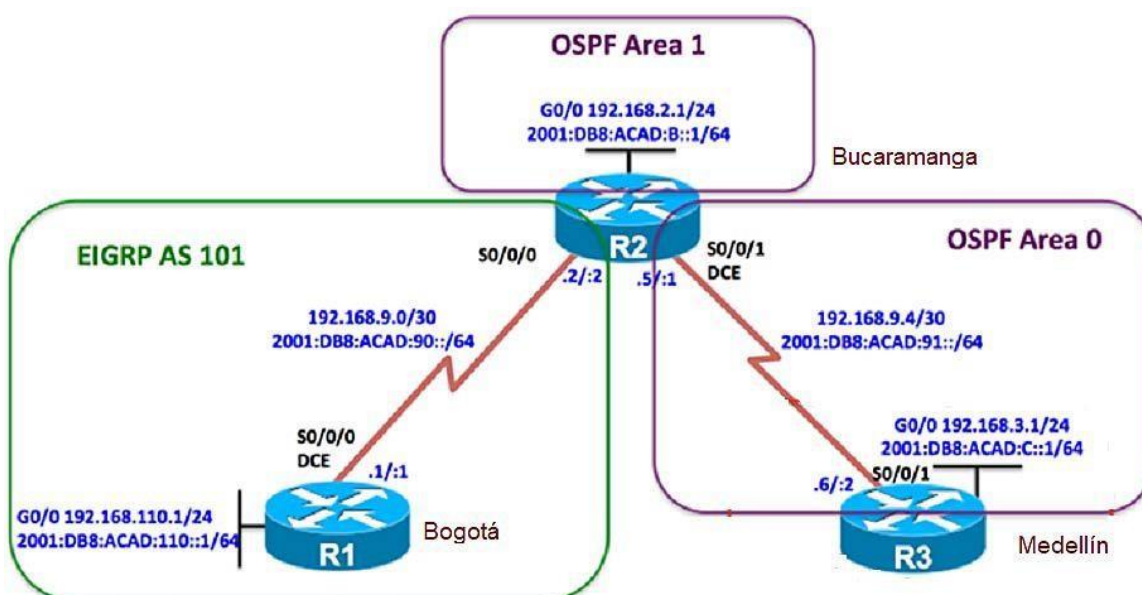 OSPF Area 1
G0/0 192.168.2.1/24
2001:DB8:ACAD:B::1/64
Bucaramanga
EIGRP AS 101
R2
OSPF Area 0
S0/0/0
S0/0/1
DCE
.2/:2
.5/:1
192.168.9.0/30
2001:DB8:ACAD:90::/64
192.168.9.4/30
2001:DB8:ACAD:91::/64
S0/0/0
DCE
.1/:1
G0/0 192.168.3.1/24
2001:DB8:ACAD:C::1/64
.6/:2
S0/0/1
G0/0 192.168.110.1/24
2001:DB8:ACAD:110::1/64
R1
Bogotá
R3
Medellín